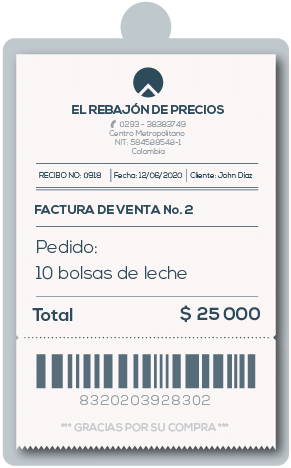 EL REBAJÓN DE PRECIOS
0293 - 38383749
Centro Metropolitano
NIT: 584588548-1
Colombia
RECIBO NO: 0918 Fecha: 12/06/2020 Cliente: John Díaz
FACTURA DE VENTA No. 2
Pedido:
10 bolsas de leche
Total $ 25 000
8320203928302
*** GRACIAS POR SU COMPRA ***